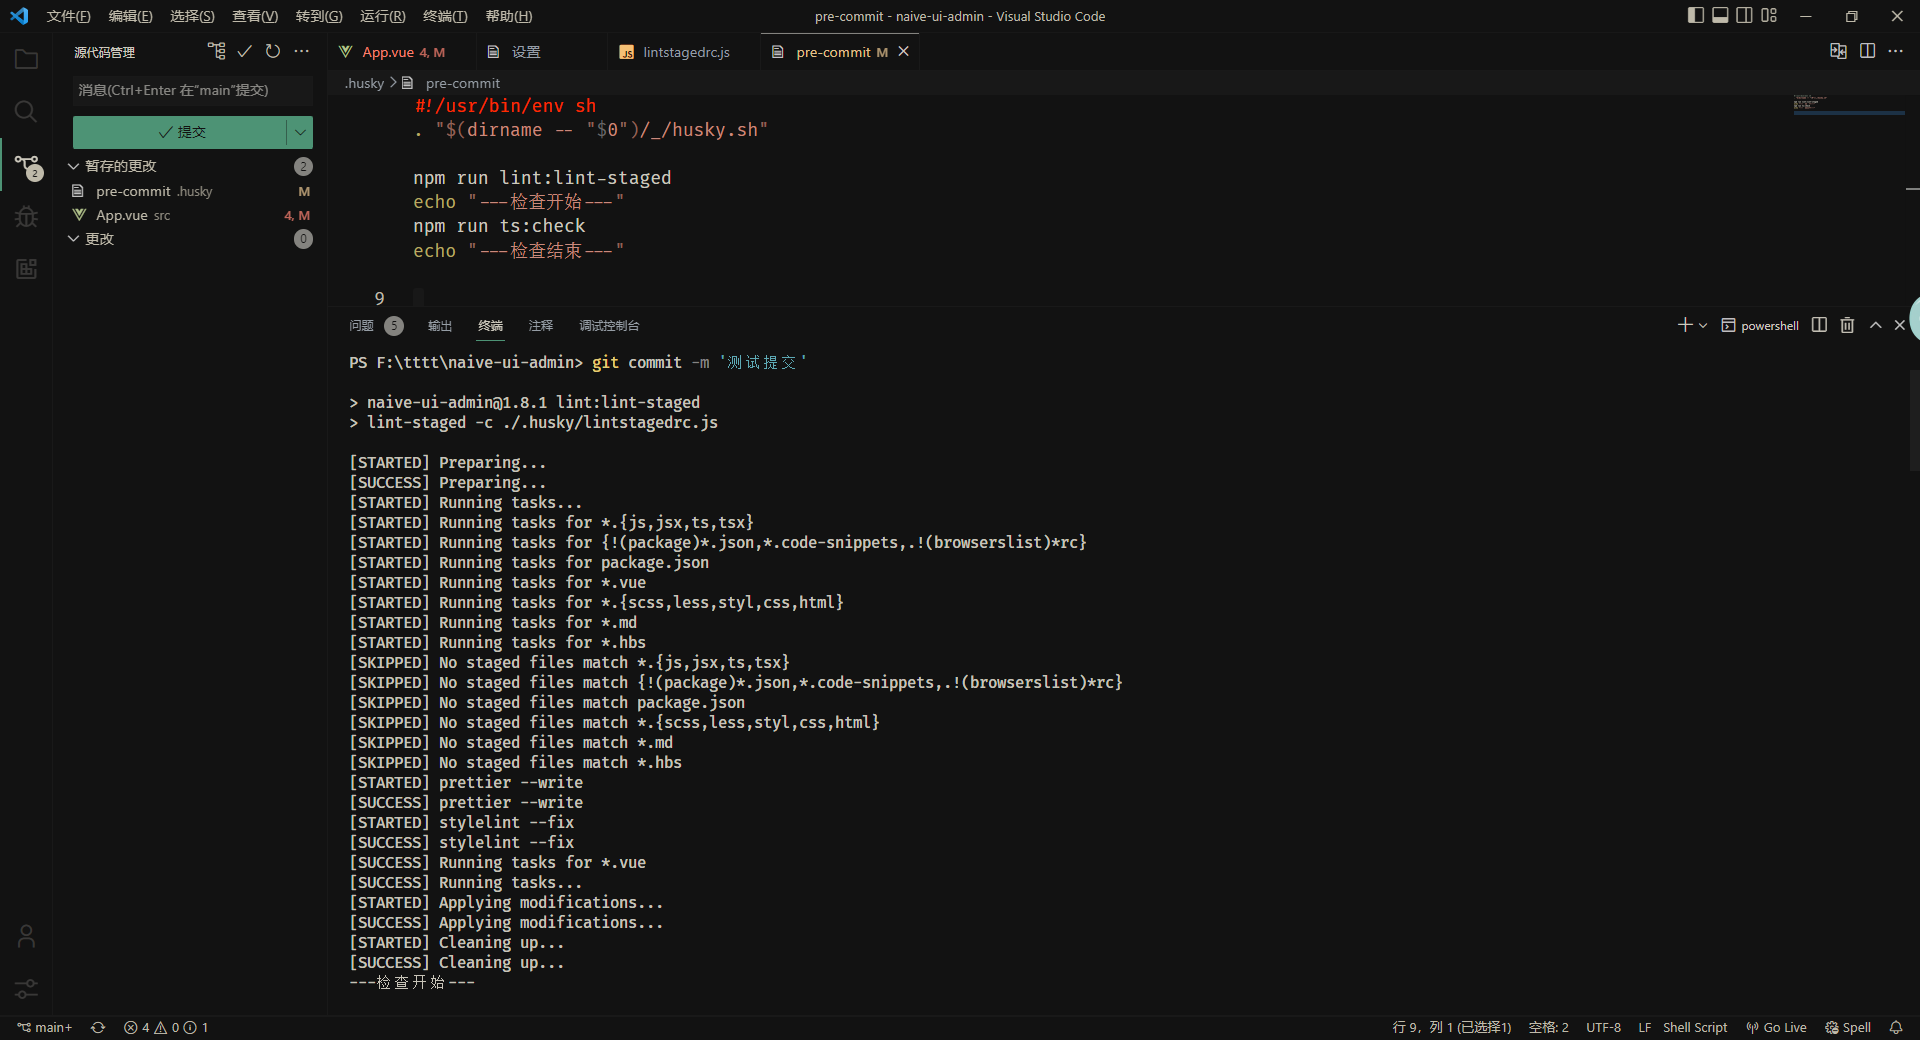 文件(F) 编辑(E) 选择(S) 查看(V) 转到(G) 运行(R) 终端(T) 帮助(H)
pre-commit - naive-ui-admin - Visual Studio Code
源代码管理
消息(Ctrl+Enter 在"main"提交)
提交
暂存的更改 2
pre-commit .husky M
App.vue src 4, M
更改 0
2
App.vue 4, M
设置
JS lintstagedrc.js
pre-commit M
.husky > pre-commit
#!/usr/bin/env sh
. "$(dirname -- "$0")/_/husky.sh"
npm run lint:lint-staged
echo "---检查开始---"
npm run ts:check
echo "---检查结束---"
9
问题 5 输出 终端 注释 调试控制台
powershell
PS F:\tttt\naive-ui-admin> git commit -m '测试提交'
> naive-ui-admin@1.8.1 lint:lint-staged
> lint-staged -c ./.husky/lintstagedrc.js
[STARTED] Preparing...
[SUCCESS] Preparing...
[STARTED] Running tasks...
[STARTED] Running tasks for *.{js,jsx,ts,tsx}
[STARTED] Running tasks for {!(package)*.json,*.code-snippets,.!(browserslist)*rc}
[STARTED] Running tasks for package.json
[STARTED] Running tasks for *.vue
[STARTED] Running tasks for *.{scss,less,styl,css,html}
[STARTED] Running tasks for *.md
[STARTED] Running tasks for *.hbs
[SKIPPED] No staged files match *.{js,jsx,ts,tsx}
[SKIPPED] No staged files match {!(package)*.json,*.code-snippets,.!(browserslist)*rc}
[SKIPPED] No staged files match package.json
[SKIPPED] No staged files match *.{scss,less,styl,css,html}
[SKIPPED] No staged files match *.md
[SKIPPED] No staged files match *.hbs
[STARTED] prettier --write
[SUCCESS] prettier --write
[STARTED] stylelint --fix
[SUCCESS] stylelint --fix
[SUCCESS] Running tasks for *.vue
[SUCCESS] Running tasks...
[STARTED] Applying modifications...
[SUCCESS] Applying modifications...
[STARTED] Cleaning up...
[SUCCESS] Cleaning up...
---检查开始---
main+ 4 0 1
行 9，列 1 (已选择1) 空格: 2 UTF-8 LF Shell Script Go Live Spell